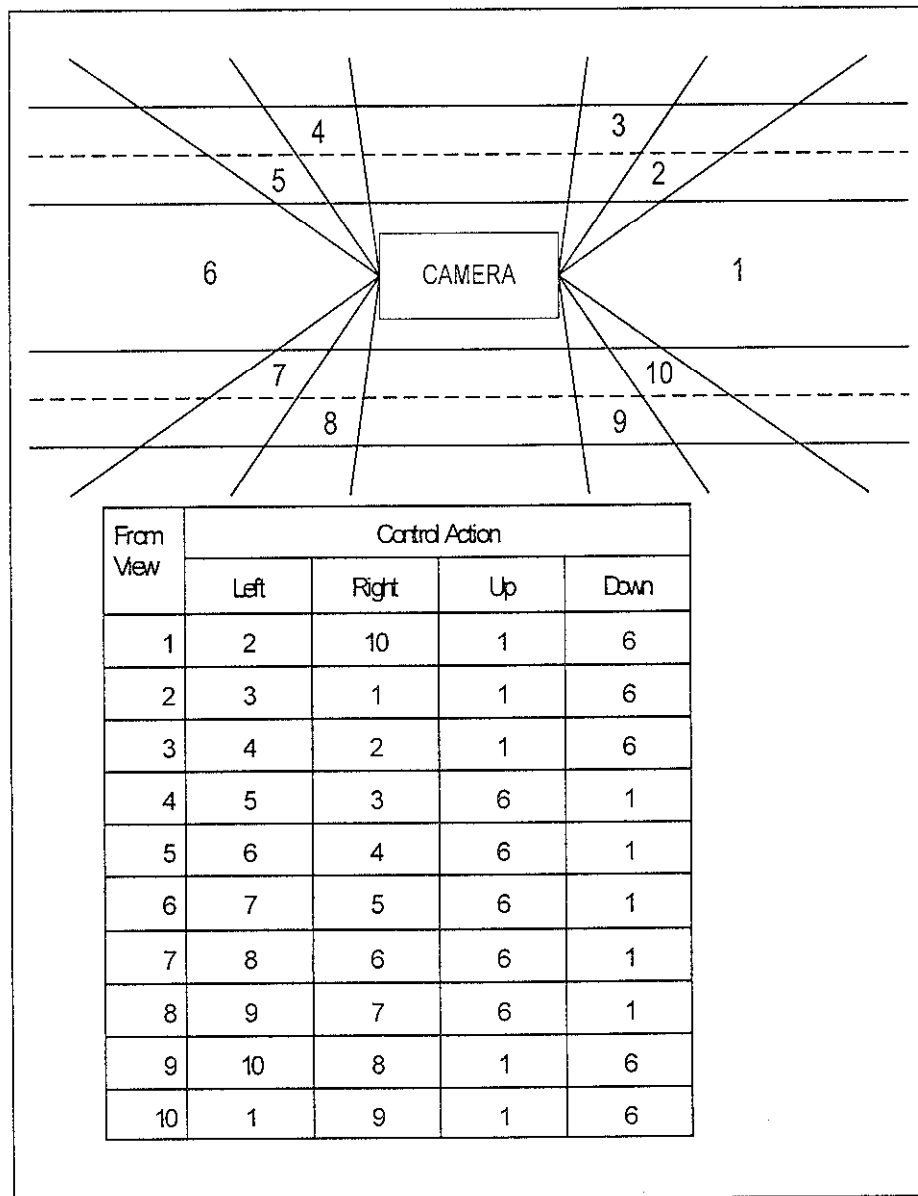 4 3
5 2
6 CAMERA 1
7 10
8 9
From View Control Action
Left Right Up Down
1 2 10 1 6
2 3 1 1 6
3 4 2 1 6
4 5 3 6 1
5 6 4 6 1
6 7 5 6 1
7 8 6 6 1
8 9 7 6 1
9 10 8 1 6
10 1 9 1 6